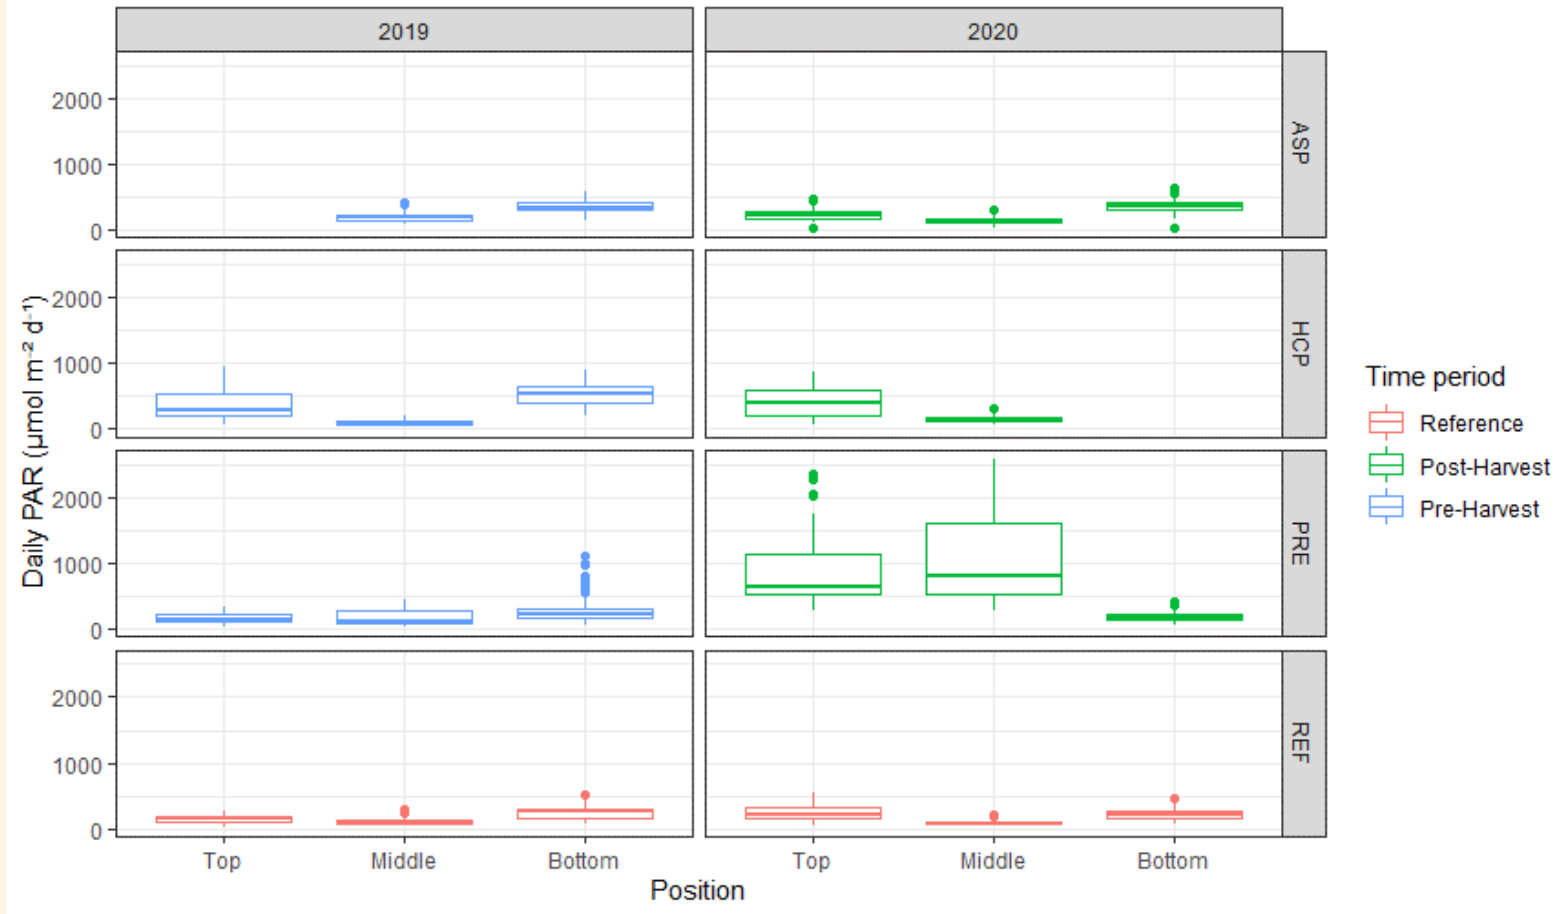 2019
2020
2000
1000
0
ASP
2000
1000
0
HCP
2000
1000
0
PRE
2000
1000
0
REF
Daily PAR (µmol m⁻² d⁻¹)
Top
Middle
Bottom
Top
Middle
Bottom
Position
Time period
Reference
Post-Harvest
Pre-Harvest